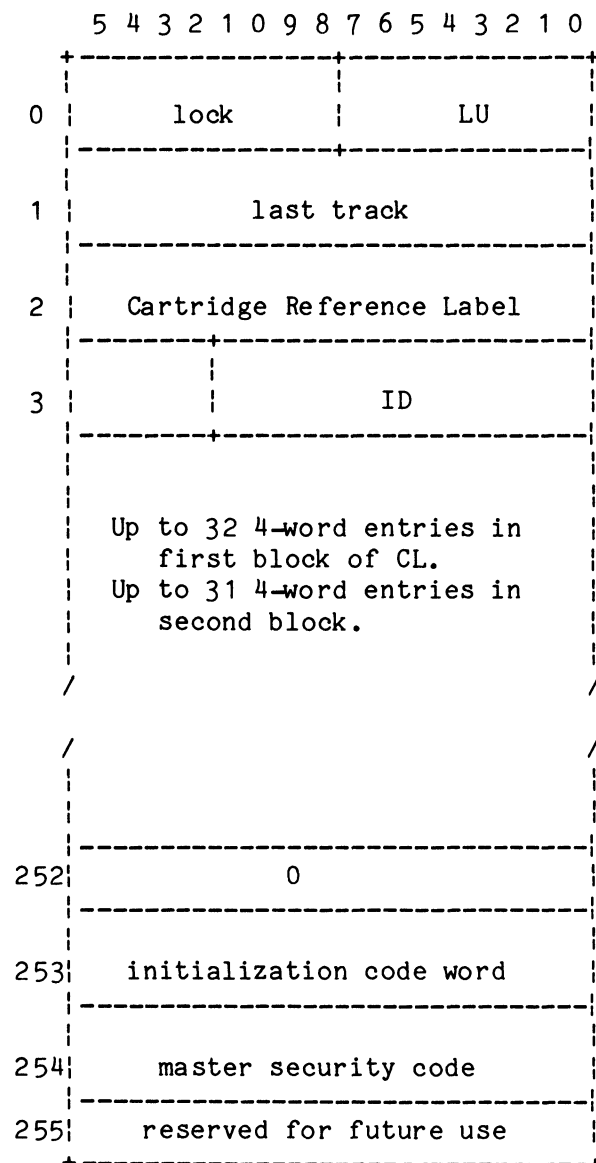 5 4 3 2 1 0 9 8 7 6 5 4 3 2 1 0
0 lock LU
1 last track
2 Cartridge Reference Label
3 ID
Up to 32 4-word entries in
first block of CL.
Up to 31 4-word entries in
second block.
252 0
253 initialization code word
254 master security code
255 reserved for future use